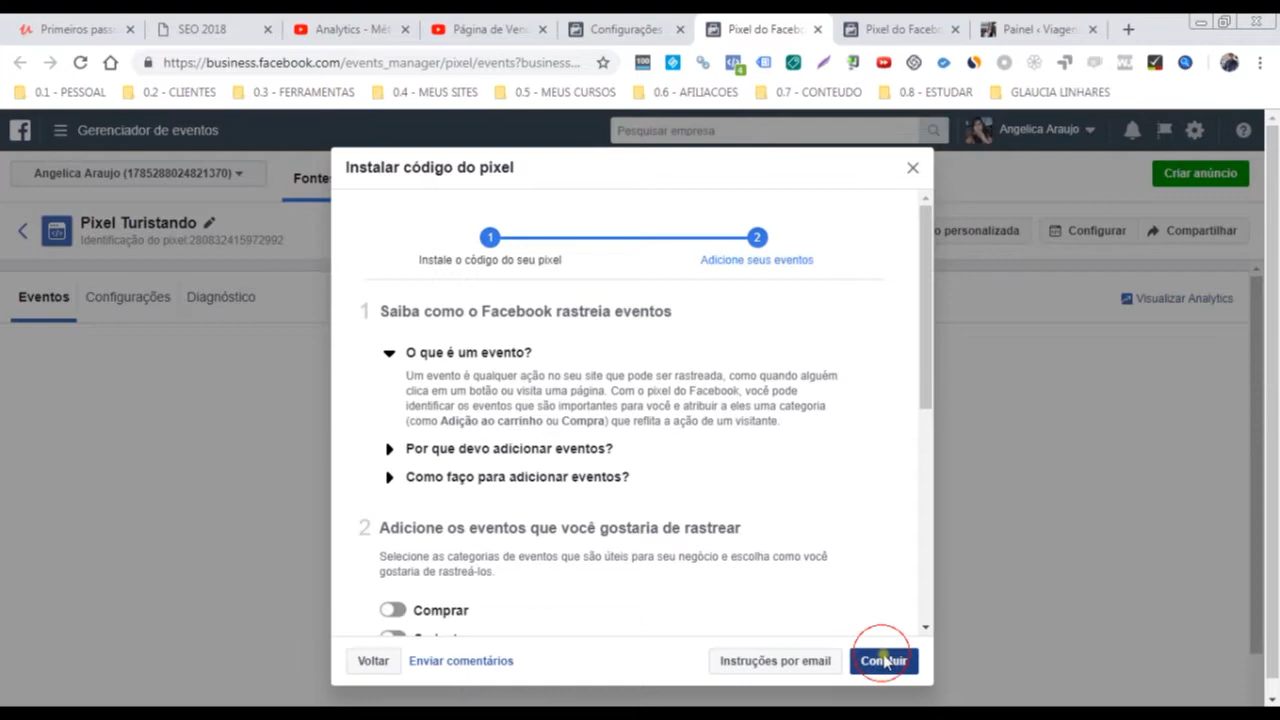 Primeiros pass
SEO 2018
Analytics - Mét
Página de Ven
Configurações
Pixel do Faceb
Pixel do Facebo
Painel ‹ Viagen
https://business.facebook.com/events_manager/pixel/events?business...
0.1 - PESSOAL
0.2 - CLIENTES
0.3 - FERRAMENTAS
0.4 - MEUS SITES
0.5 - MEUS CURSOS
0.6 - AFILIACOES
0.7 - CONTEUDO
0.8 - ESTUDAR
GLAUCIA LINHARES
Gerenciador de eventos
Pesquisar empresa
Angelica Araujo
Angelica Araujo (1785288024821370)
Fonte
Criar anúncio
Pixel Turistando
Identificação do pixel:280832415972992
o personalizada
Configurar
Compartilhar
Eventos
Configurações
Diagnóstico
Visualizar Analytics
Instalar código do pixel
1
2
Instale o código do seu pixel
Adicione seus eventos
1 Saiba como o Facebook rastreia eventos
O que é um evento?
Um evento é qualquer ação no seu site que pode ser rastreada, como quando alguém
clica em um botão ou visita uma página. Com o pixel do Facebook, você pode
identificar os eventos que são importantes para você e atribuir a eles uma categoria
(como Adição ao carrinho ou Compra) que reflita a ação de um visitante.
Por que devo adicionar eventos?
Como faço para adicionar eventos?
2 Adicione os eventos que você gostaria de rastrear
Selecione as categorias de eventos que são úteis para seu negócio e escolha como você
gostaria de rastreá-los.
Comprar
Voltar
Enviar comentários
Instruções por email
Concluir